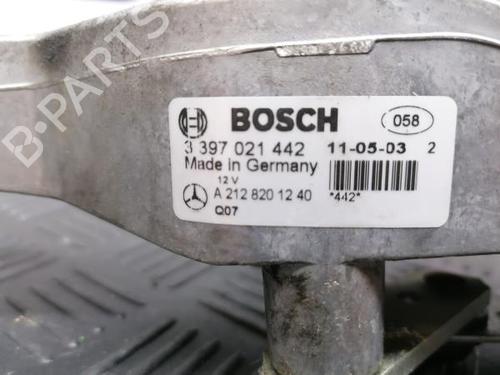 B-PARTS
BOSCH
058
3 397 021 442
11-05-03 2
Made in Germany
12 V
A 212 820 12 40
*442*
Q07